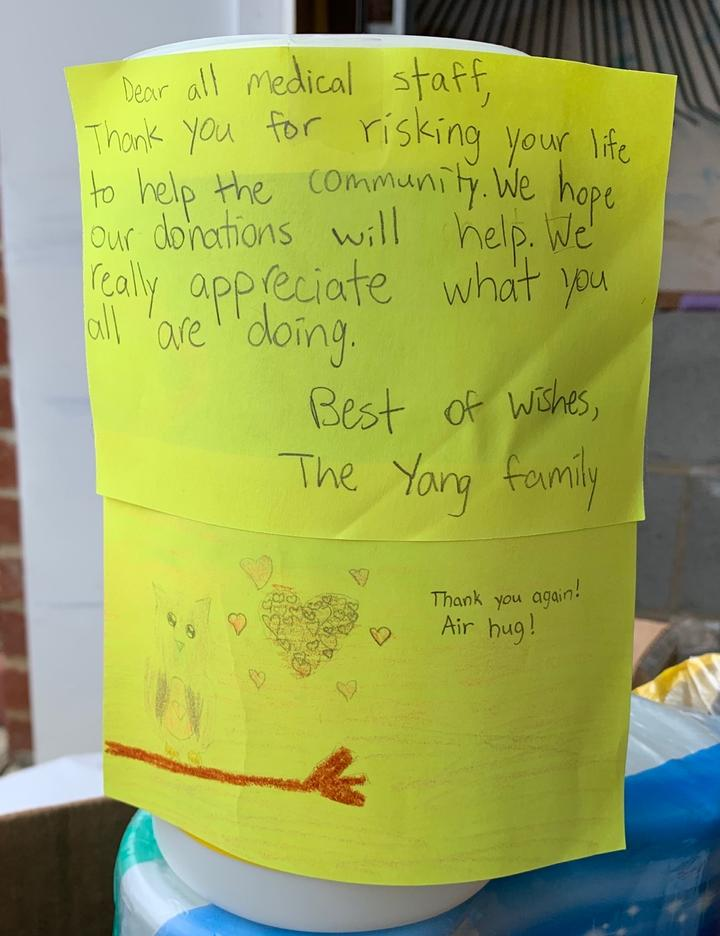 Dear all medical staff,
Thank you for risking your life
to help the community. We hope
our donations will help. We
really appreciate what you
all are doing.
Best of wishes,
The Yang family
Thank you again!
Air hug!